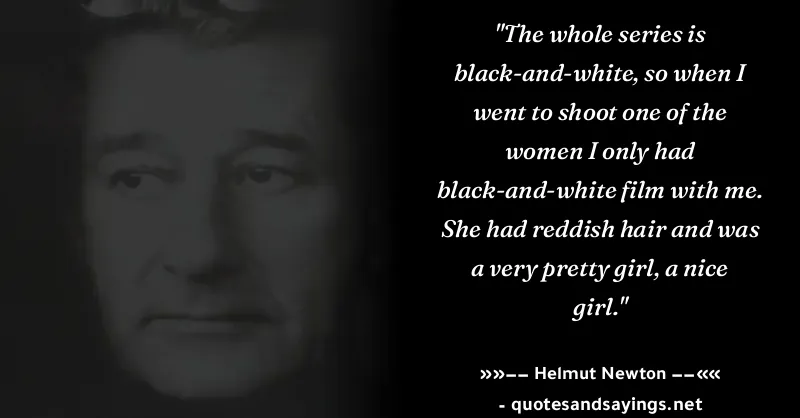 "The whole series is
black-and-white, so when I
went to shoot one of the
women I only had
black-and-white film with me.
She had reddish hair and was
a very pretty girl, a nice
girl."
»»–– Helmut Newton ––««
- quotesandsayings.net